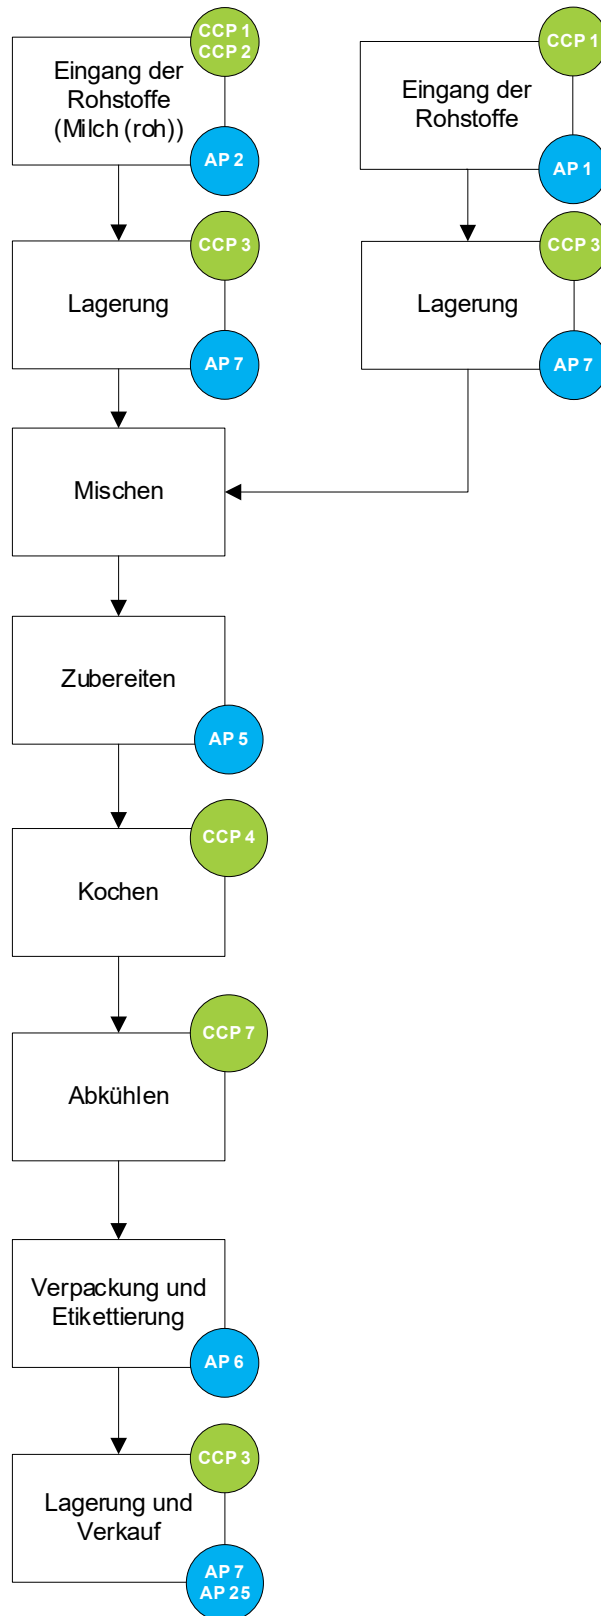 CCP 1
CCP 2
Eingang der
Rohstoffe
(Milch (roh))
AP 2
CCP 1
Eingang der
Rohstoffe
AP 1
CCP 3
Lagerung
AP 7
CCP 3
Lagerung
AP 7
Mischen
Zubereiten
AP 5
CCP 4
Kochen
CCP 7
Abkühlen
Verpackung und
Etikettierung
AP 6
CCP 3
Lagerung und
Verkauf
AP 7
AP 25